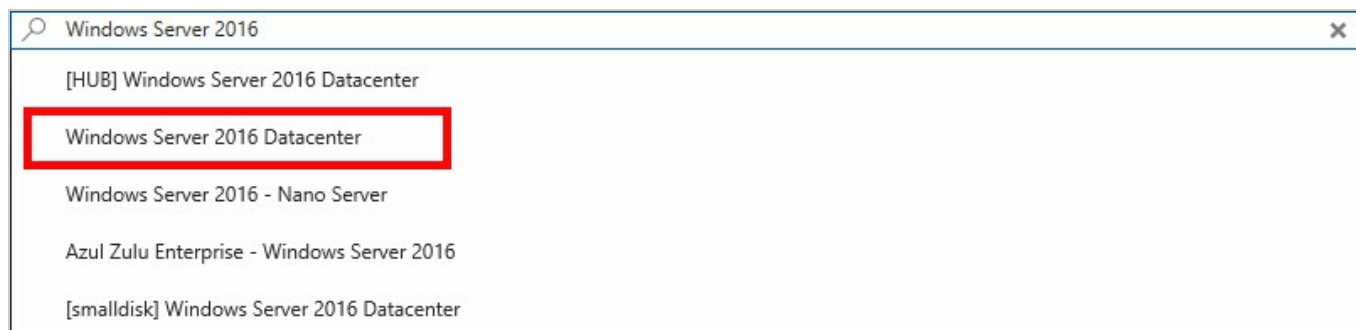 Windows Server 2016
[HUB] Windows Server 2016 Datacenter
Windows Server 2016 Datacenter
Windows Server 2016 - Nano Server
Azul Zulu Enterprise - Windows Server 2016
[smalldisk] Windows Server 2016 Datacenter